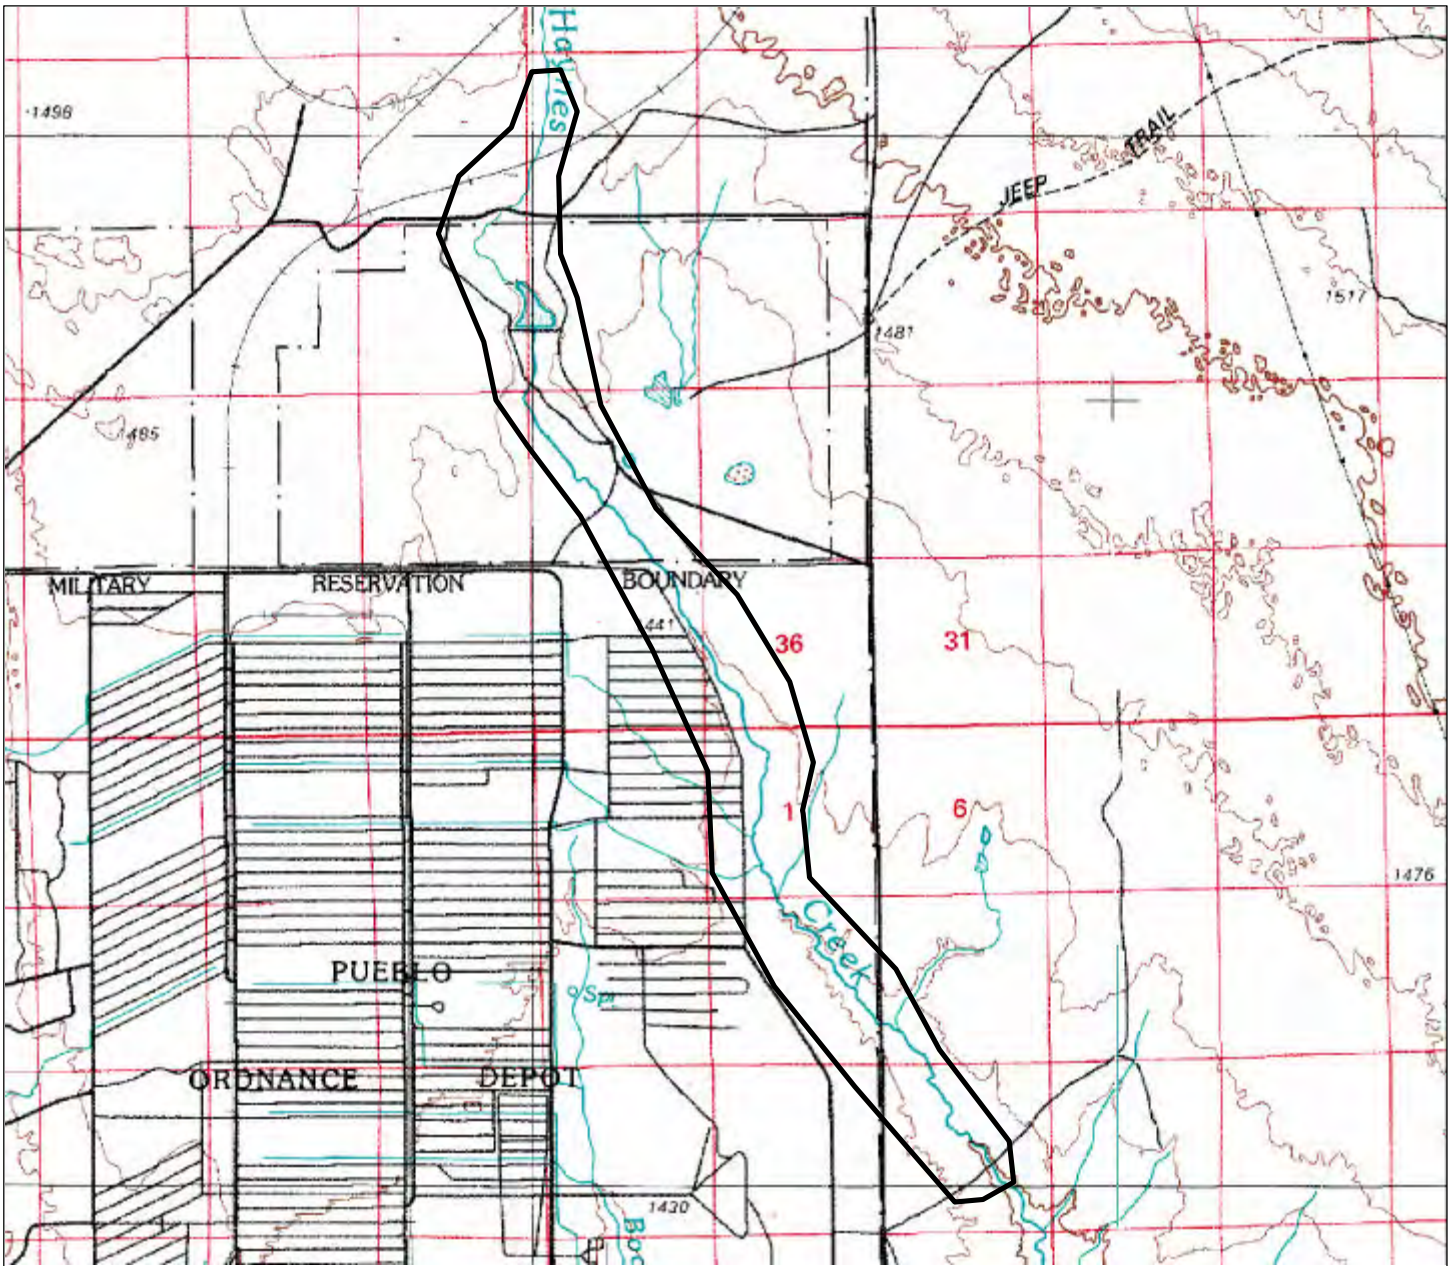 Haynes
1498
TRAIL
JEEP
1517
1481
1485
MILITARY RESERVATION BOUNDARY
441
36
31
1
6
1476
Creek
PUEBLO
Spr
ORDNANCE DEPOT
1430
Boo